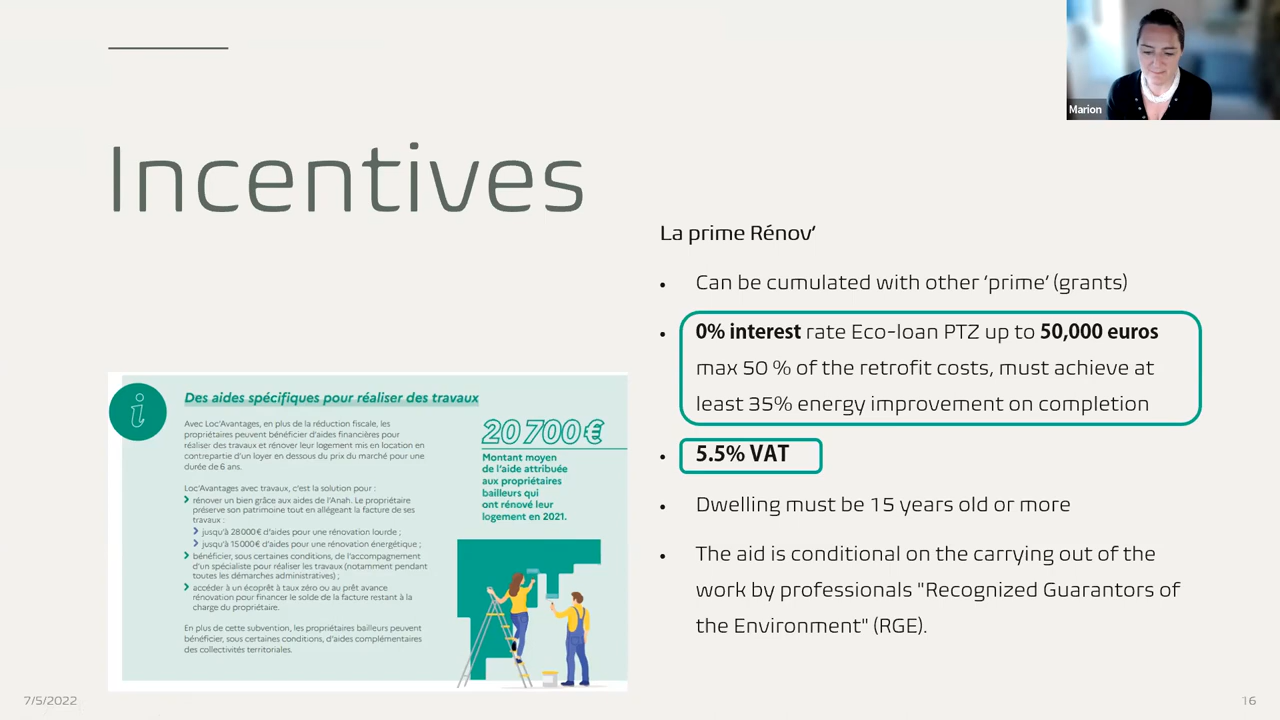 Marion
Incentives
La prime Rénov’
• Can be cumulated with other ‘prime’ (grants)
• 0% interest rate Eco-loan PTZ up to 50,000 euros
max 50 % of the retrofit costs, must achieve at
least 35% energy improvement on completion
• 5.5% VAT
• Dwelling must be 15 years old or more
• The aid is conditional on the carrying out of the
work by professionals "Recognized Guarantors of
the Environment" (RGE).
i
Des aides spécifiques pour réaliser des travaux
Avec Loc'Avantages, en plus de la réduction fiscale, les
propriétaires peuvent bénéficier d'aides financières pour
réaliser des travaux et rénover leur logement mis en location en
contrepartie d'un loyer en dessous du prix du marché pour une
durée de 6 ans.
Loc'Avantages avec travaux, c'est la solution pour :
rénover un bien grâce aux aides de l'Anah. Le propriétaire
préserve son patrimoine tout en allégeant la facture de ses
travaux :
jusqu'à 28000€ d'aides pour une rénovation lourde ;
jusqu'à 15000€ d'aides pour une rénovation énergétique ;
bénéficier, sous certaines conditions, de l'accompagnement
d'un spécialiste pour réaliser les travaux (notamment pendant
toutes les démarches administratives) ;
accéder à un écoprêt à taux zéro ou au prêt avance
rénovation pour financer le solde de la facture restant à la
charge du propriétaire.
En plus de cette subvention, les propriétaires bailleurs peuvent
bénéficier, sous certaines conditions, d'aides complémentaires
des collectivités territoriales.
20 700€
Montant moyen
de l'aide attribuée
aux propriétaires
bailleurs qui
ont rénové leur
logement en 2021.
7/5/2022
16